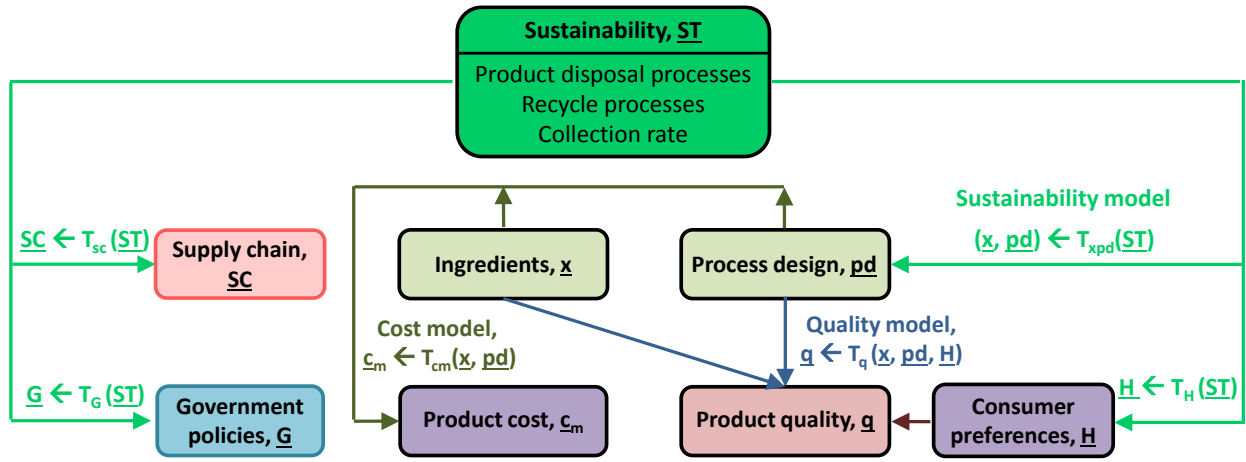 Sustainability, ST
Product disposal processes
Recycle processes
Collection rate
SC ← Tsc (ST)
Supply chain,
SC
Ingredients, x
Process design, pd
Sustainability model
(x, pd) ← Txpd(ST)
Cost model,
cm ← Tcm(x, pd)
Quality model,
q ← Tq (x, pd, H)
G ← TG (ST)
Government
policies, G
Product cost, cm
Product quality, q
Consumer
preferences, H
H ← TH (ST)